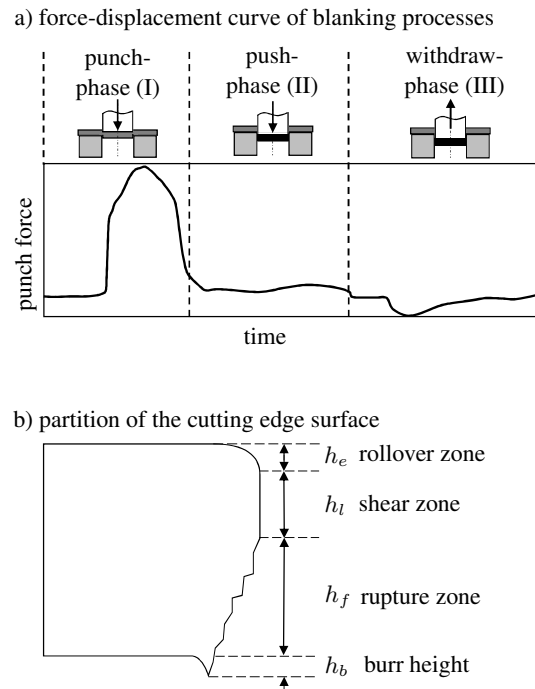 a) force-displacement curve of blanking processes
punch-
phase (I)
push-
phase (II)
withdraw-
phase (III)
punch force
time
b) partition of the cutting edge surface
h_e rollover zone
h_l shear zone
h_f rupture zone
h_b burr height